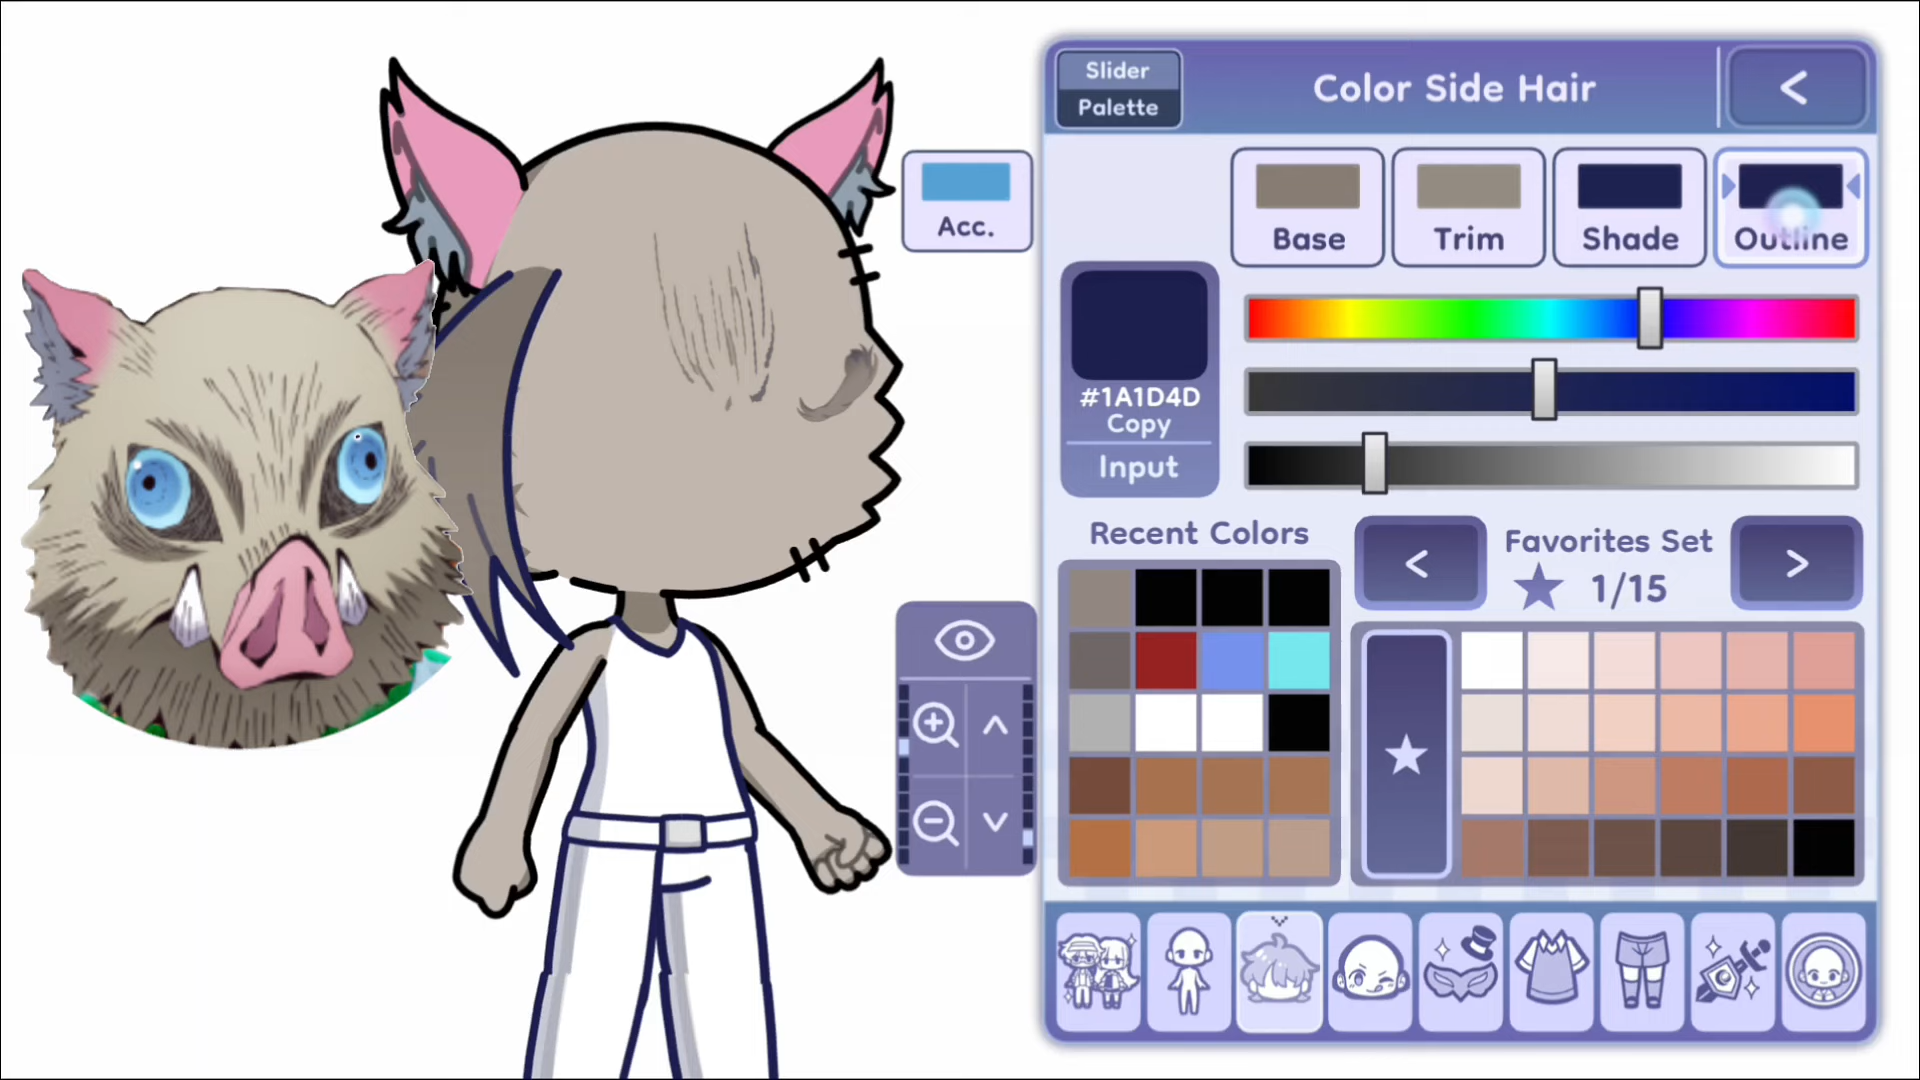 Slider
Palette
Color Side Hair
<
Acc.
Base
Trim
Shade
Outline
#1A1D4D
Copy
Input
Recent Colors
<
Favorites Set
1/15
>